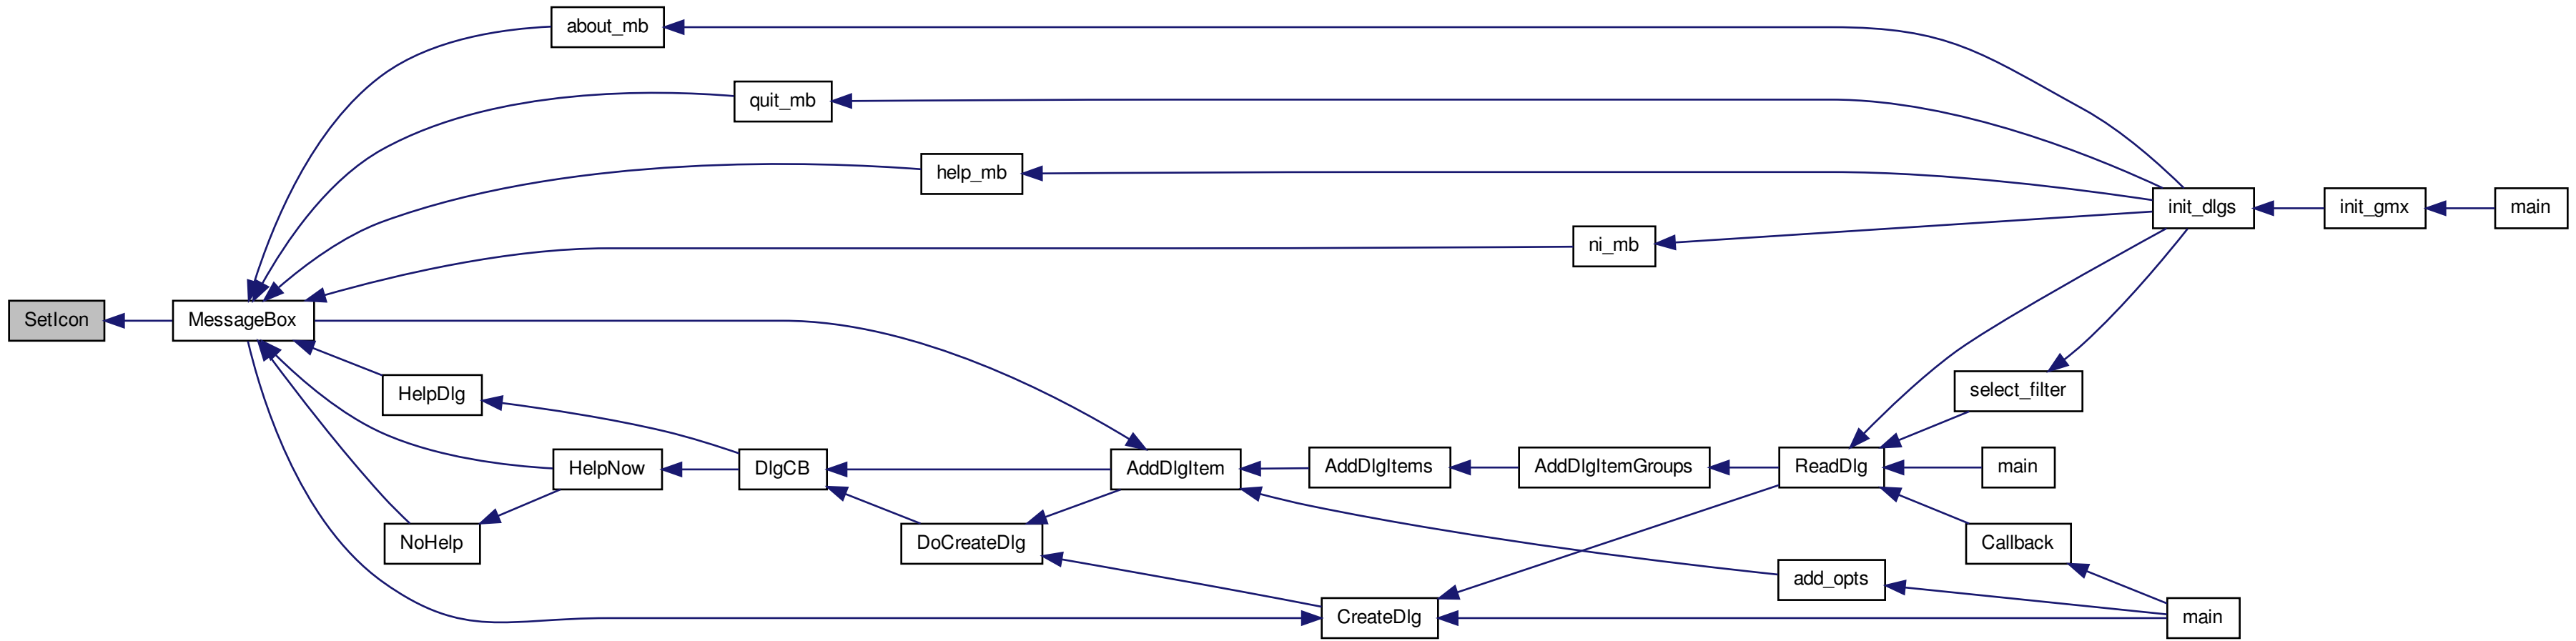 about_mb
quit_mb
help_mb
init_dlgs
init_gmx
main
ni_mb
SetIcon
MessageBox
HelpDlg
select_filter
HelpNow
DlgCB
AddDlgItem
AddDlgItems
AddDlgItemGroups
ReadDlg
main
NoHelp
DoCreateDlg
Callback
add_opts
CreateDlg
main